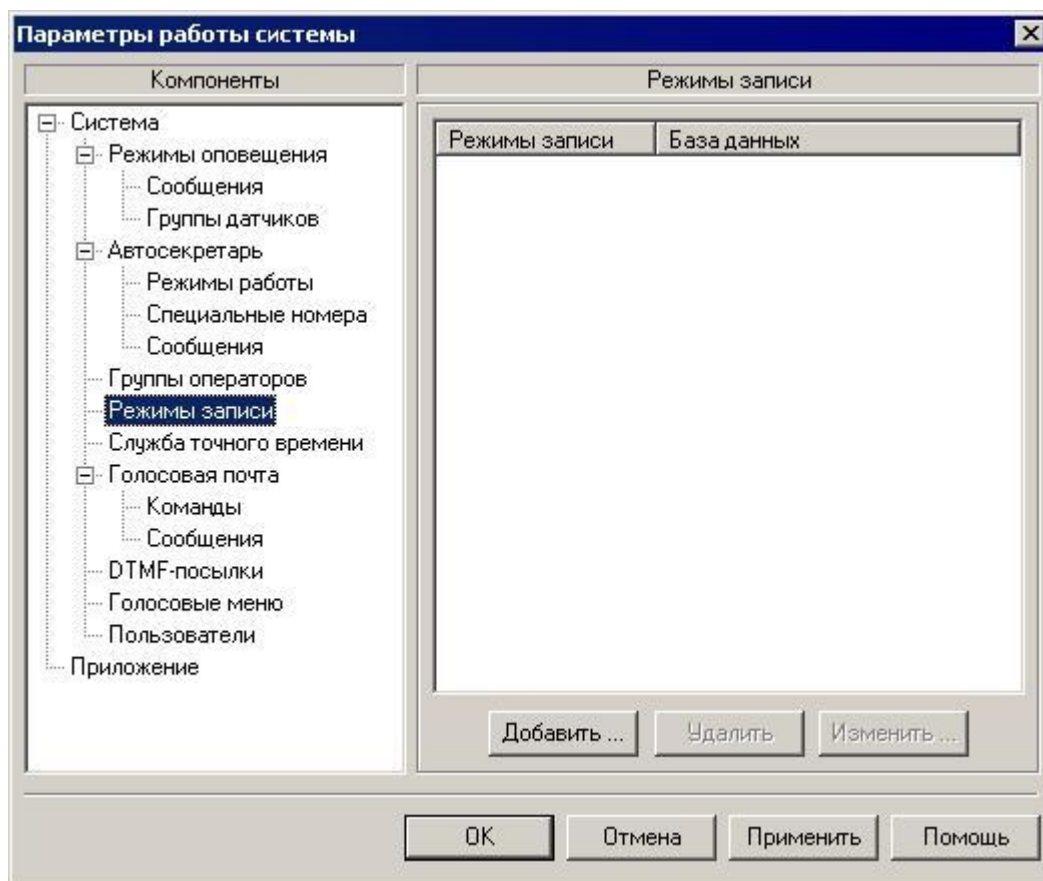 Параметры работы системы
Компоненты
Режимы записи
Система
Режимы оповещения
Сообщения
Группы датчиков
Автосекретарь
Режимы работы
Специальные номера
Сообщения
Группы операторов
Режимы записи
Служба точного времени
Голосовая почта
Команды
Сообщения
DTMF-посылки
Голосовые меню
Пользователи
Приложение
Режимы записи База данных
Добавить ... Удалить Изменить ...
OK Отмена Применить Помощь